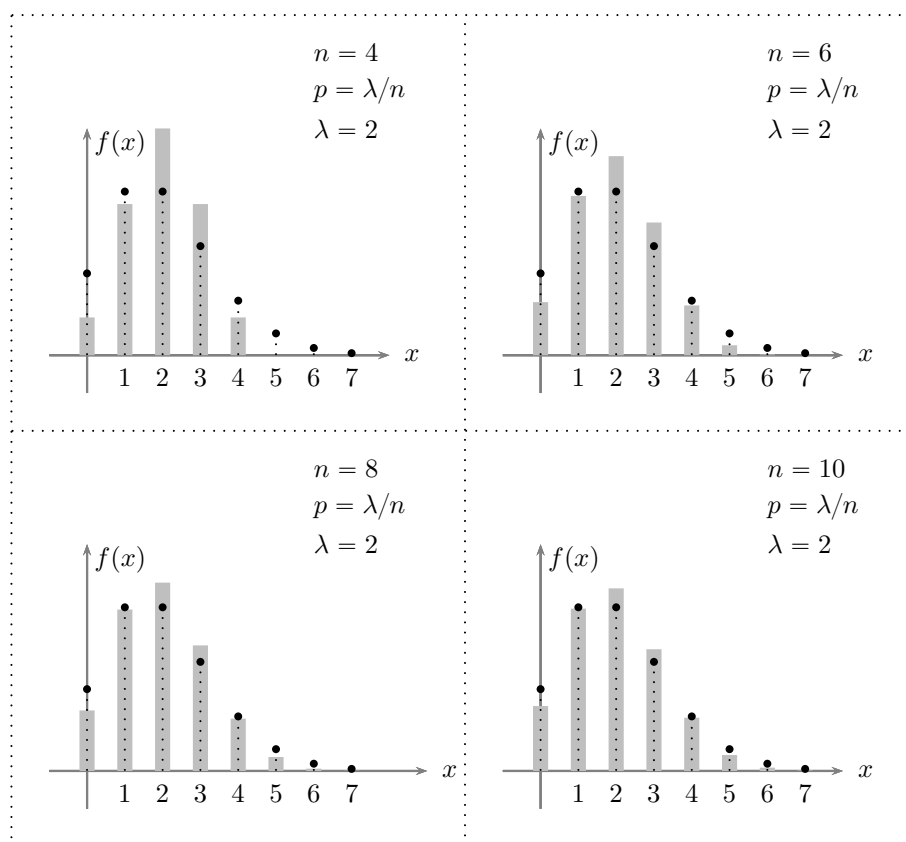 n = 4
p = λ/n
λ = 2
f(x)
x
1 2 3 4 5 6 7
n = 6
p = λ/n
λ = 2
f(x)
x
1 2 3 4 5 6 7
n = 8
p = λ/n
λ = 2
f(x)
x
1 2 3 4 5 6 7
n = 10
p = λ/n
λ = 2
f(x)
x
1 2 3 4 5 6 7